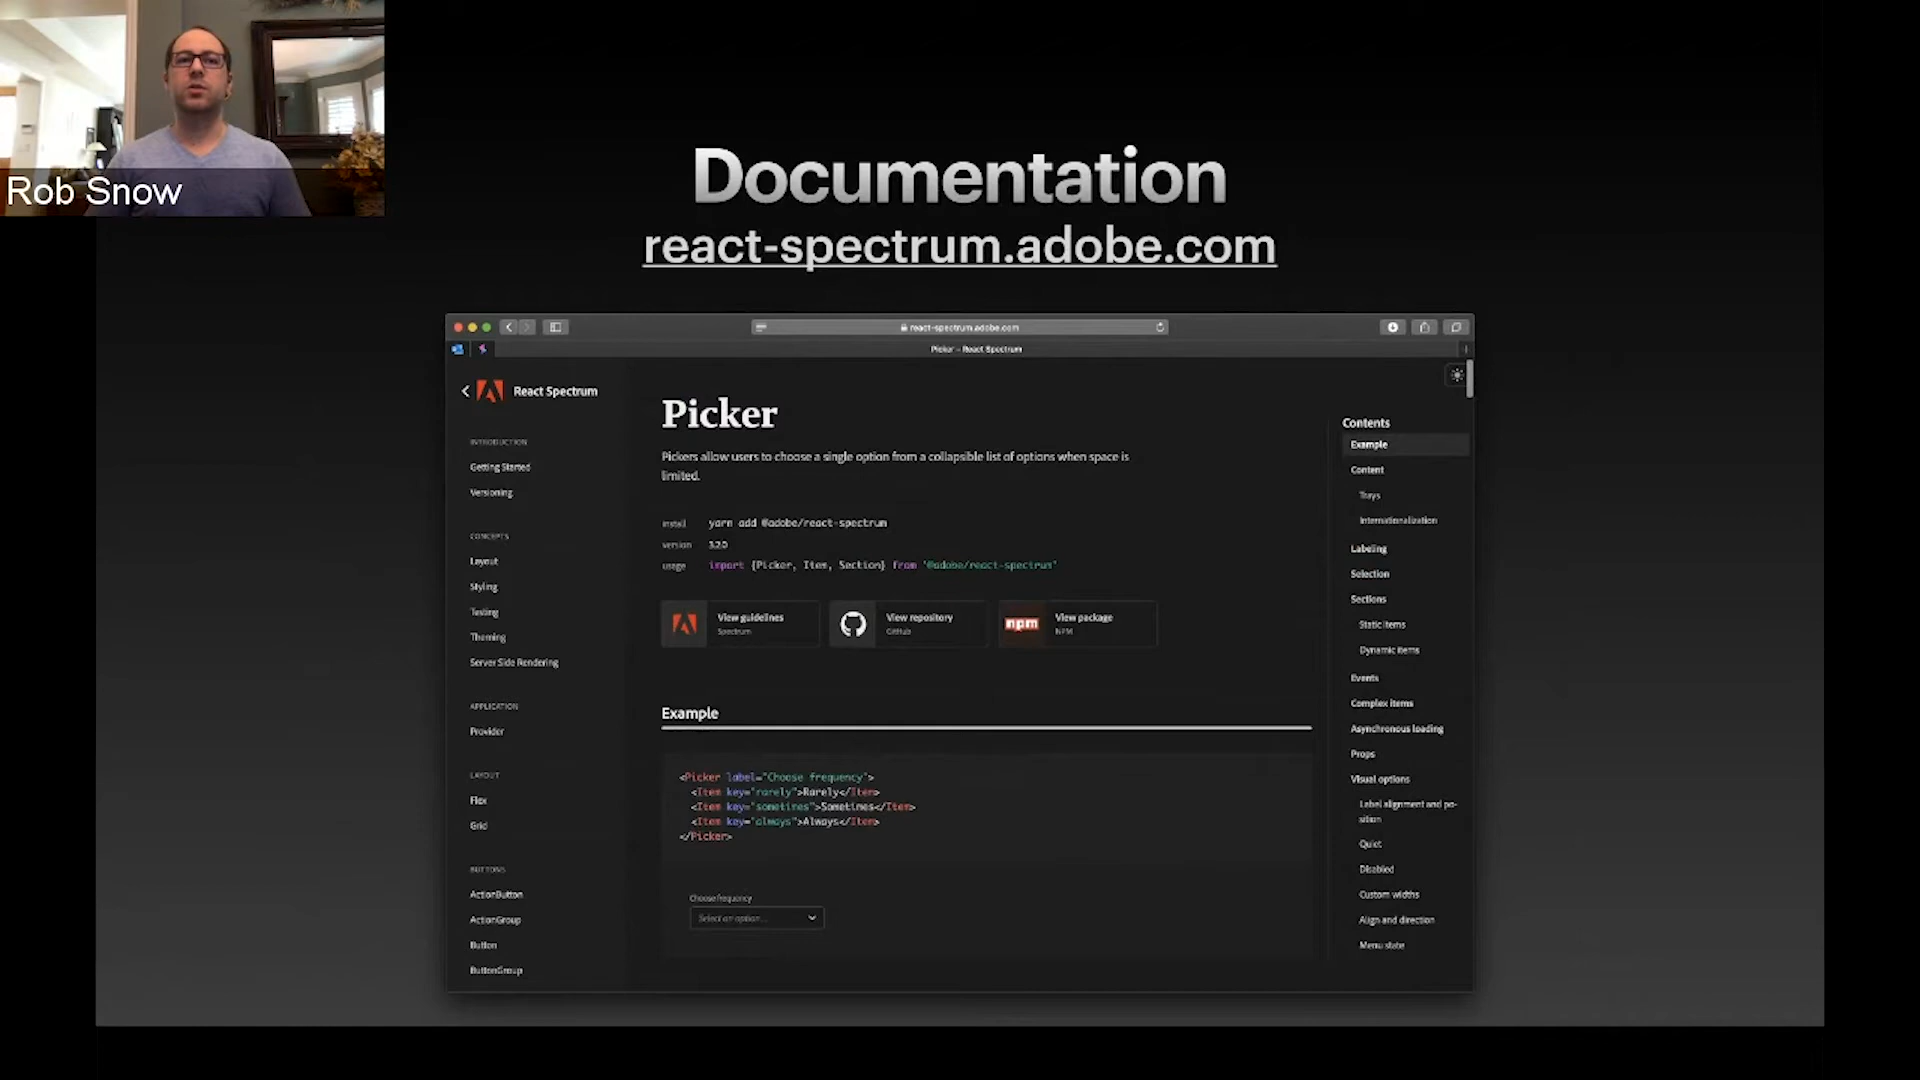 Rob Snow
Documentation
react-spectrum.adobe.com
react-spectrum.adobe.com
Picker – React Spectrum
React Spectrum
INTRODUCTION
Getting Started
Versioning
CONCEPTS
Layout
Styling
Testing
Theming
Server Side Rendering
APPLICATION
Provider
LAYOUT
Flex
Grid
BUTTONS
ActionButton
ActionGroup
Button
ButtonGroup
Picker
Pickers allow users to choose a single option from a collapsible list of options when space is
limited.
install yarn add @adobe/react-spectrum
version 3.2.0
usage import {Picker, Item, Section} from '@adobe/react-spectrum'
View guidelines
Spectrum
View repository
GitHub
npm
View package
NPM
Example
<Picker label="Choose frequency">
<Item key="rarely">Rarely</Item>
<Item key="sometimes">Sometimes</Item>
<Item key="always">Always</Item>
</Picker>
Choose frequency
Select an option...
Contents
Example
Content
Trays
Internationalization
Labeling
Selection
Sections
Static items
Dynamic items
Events
Complex items
Asynchronous loading
Props
Visual options
Label alignment and po-
sition
Quiet
Disabled
Custom widths
Align and direction
Menu state